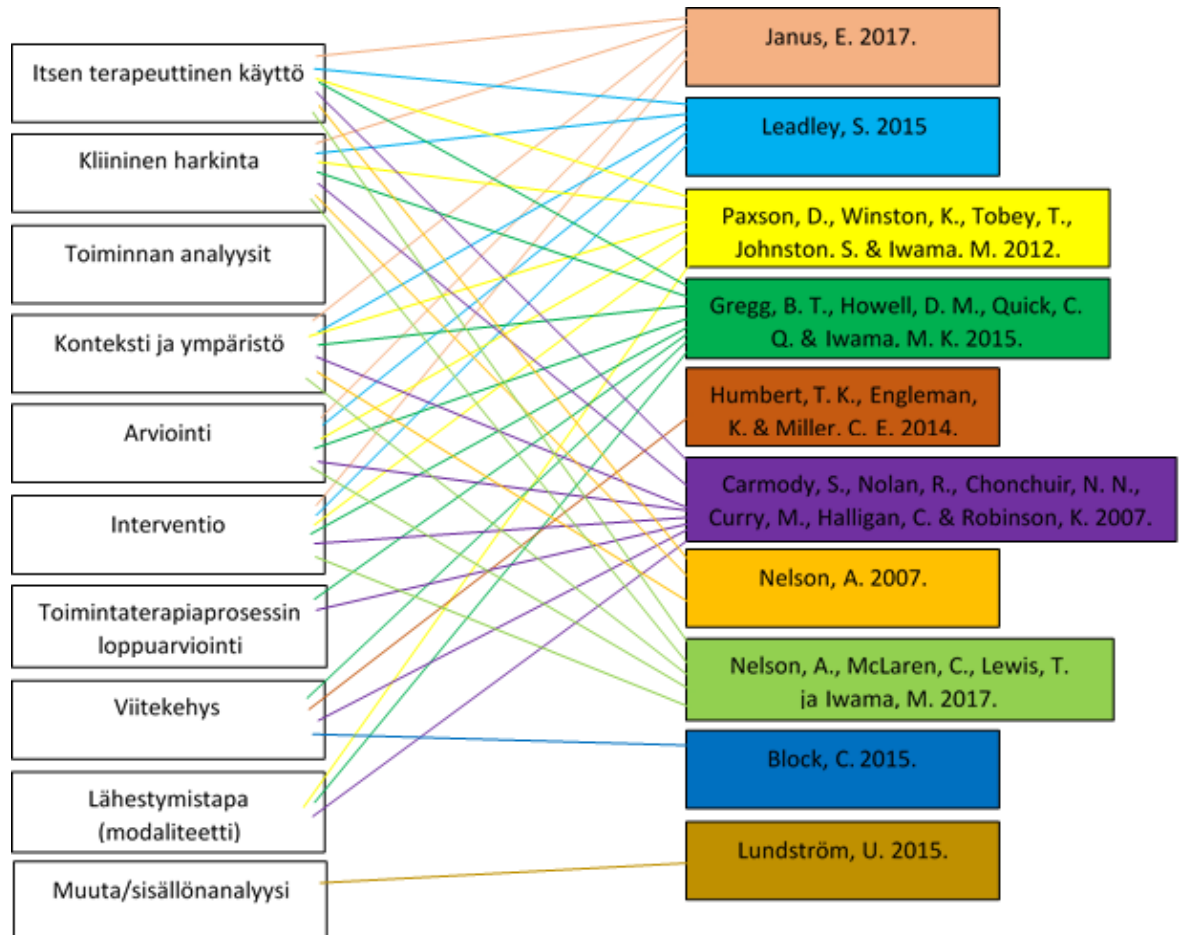 Itsen terapeuttinen käyttö
Kliininen harkinta
Toiminnan analyysit
Konteksti ja ympäristö
Arviointi
Interventio
Toimintaterapiaprosessin
loppuarviointi
Viitekehys
Lähestymistapa
(modaliteetti)
Muuta/sisällönanalyysi
Janus, E. 2017.
Leadley, S. 2015
Paxson, D., Winston, K., Tobey, T.,
Johnston. S. & Iwama. M. 2012.
Gregg, B. T., Howell, D. M., Quick, C.
Q. & Iwama. M. K. 2015.
Humbert, T. K., Engleman,
K. & Miller. C. E. 2014.
Carmody, S., Nolan, R., Chonchuir, N. N.,
Curry, M., Halligan, C. & Robinson, K. 2007.
Nelson, A. 2007.
Nelson, A., McLaren, C., Lewis, T.
ja Iwama, M. 2017.
Block, C. 2015.
Lundström, U. 2015.